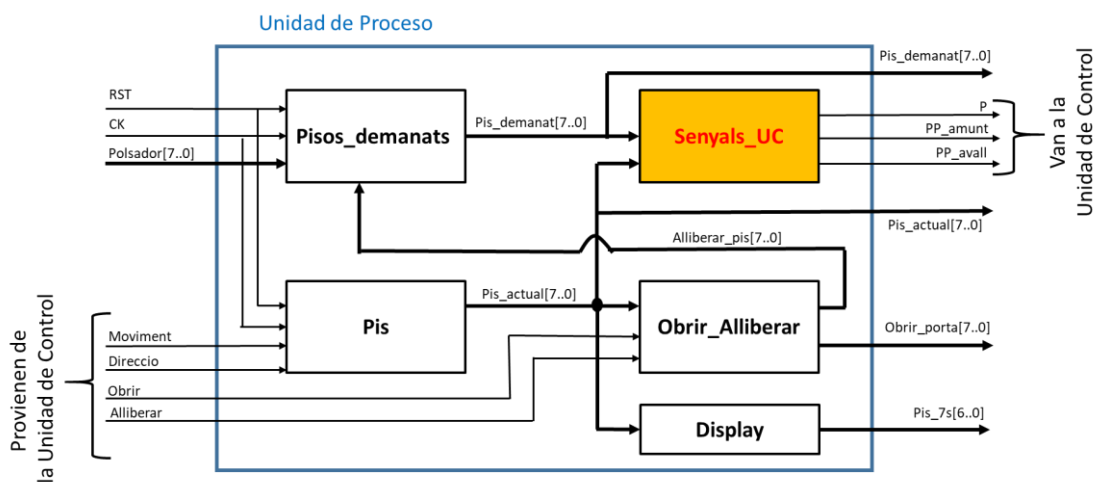 Unidad de Proceso
Pis_demanat[7..0]
RST
CK
Polsador[7..0]
Pisos_demanats
Pis_demanat[7..0]
Senyals_UC
P
PP_amunt
PP_avall
Van a la
Unidad de Control
Pis_actual[7..0]
Alliberar_pis[7..0]
Provienen de
la Unidad de Control
Moviment
Direccio
Obrir
Alliberar
Pis
Pis_actual[7..0]
Obrir_Alliberar
Obrir_porta[7..0]
Display
Pis_7s[6..0]